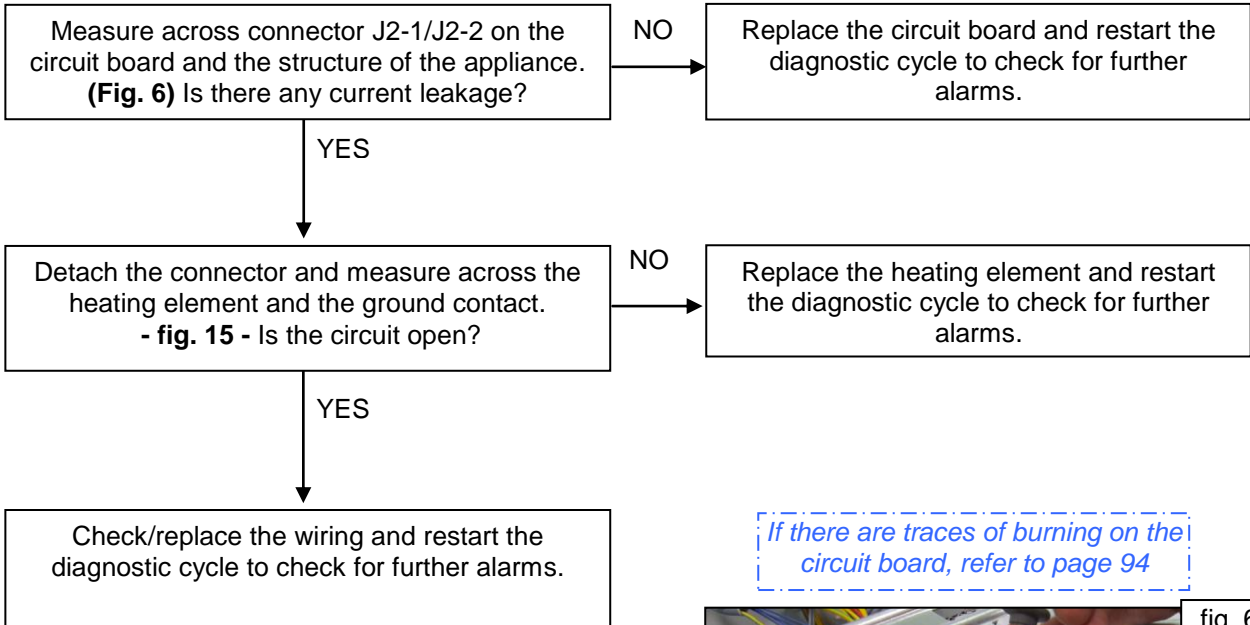 Measure across connector J2-1/J2-2 on the
circuit board and the structure of the appliance.
(Fig. 6) Is there any current leakage?
NO
Replace the circuit board and restart the
diagnostic cycle to check for further
alarms.
YES
Detach the connector and measure across the
heating element and the ground contact.
- fig. 15 - Is the circuit open?
NO
Replace the heating element and restart
the diagnostic cycle to check for further
alarms.
YES
Check/replace the wiring and restart the
diagnostic cycle to check for further alarms.
If there are traces of burning on the
circuit board, refer to page 94
fig. 6